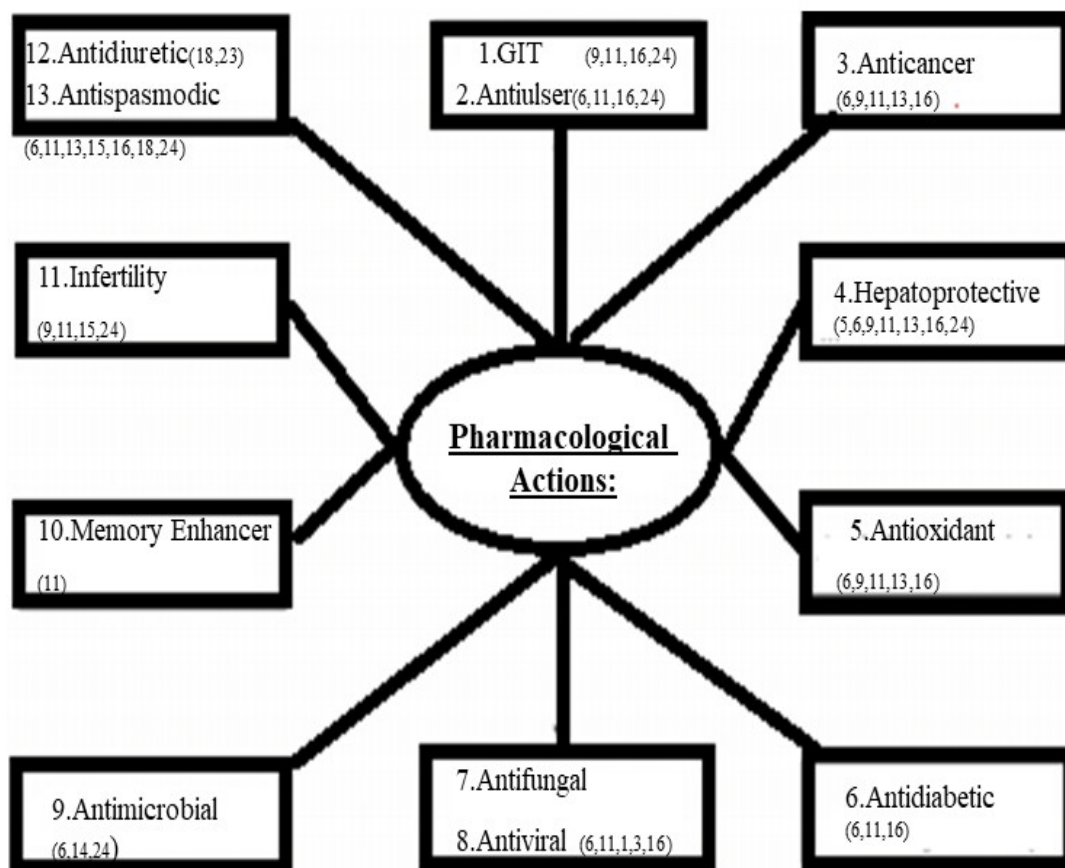 12.Antidiuretic(18,23)
13.Antispasmodic
(6,11,13,15,16,18,24)
1.GIT (9,11,16,24)
2.Antiulser(6,11,16,24)
3.Anticancer
(6,9,11,13,16)
11.Infertility
(9,11,15,24)
4.Hepatoprotective
(5,6,9,11,13,16,24)
Pharmacological
Actions:
10.Memory Enhancer
(11)
5.Antioxidant
(6,9,11,13,16)
9.Antimicrobial
(6,14,24)
7.Antifungal
8.Antiviral (6,11,1,3,16)
6.Antidiabetic
(6,11,16)